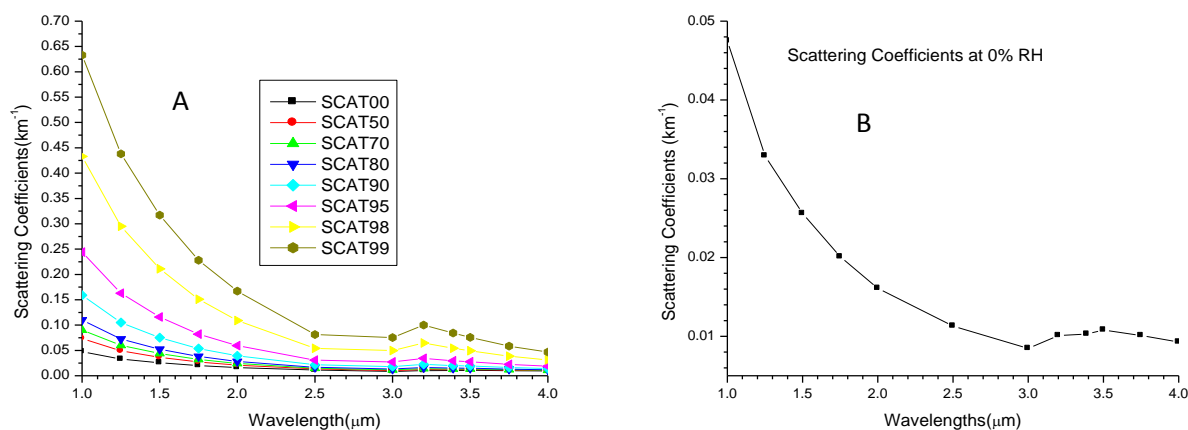 0.70
0.65
0.60
0.55
0.50
0.45
0.40
0.35
0.30
0.25
0.20
0.15
0.10
0.05
0.00
Scattering Coefficients(km⁻¹)
A
SCAT00
SCAT50
SCAT70
SCAT80
SCAT90
SCAT95
SCAT98
SCAT99
1.0 1.5 2.0 2.5 3.0 3.5 4.0
Wavelength(μm)
0.05
0.04
0.03
0.02
0.01
Scattering Coefficients (km⁻¹)
Scattering Coefficients at 0% RH
B
1.0 1.5 2.0 2.5 3.0 3.5 4.0
Wavelengths(μm)